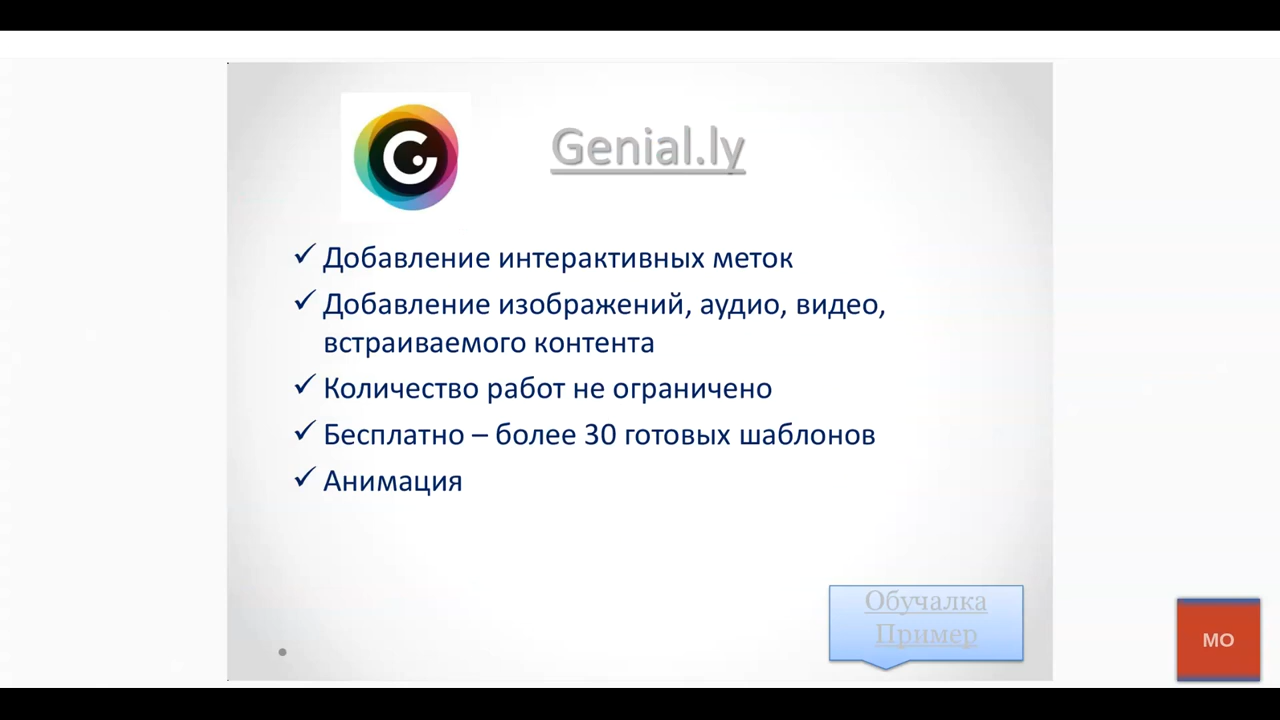 Genial.ly
Добавление интерактивных меток
Добавление изображений, аудио, видео,
встраиваемого контента
Количество работ не ограничено
Бесплатно – более 30 готовых шаблонов
Анимация
Обучалка
Пример
МО